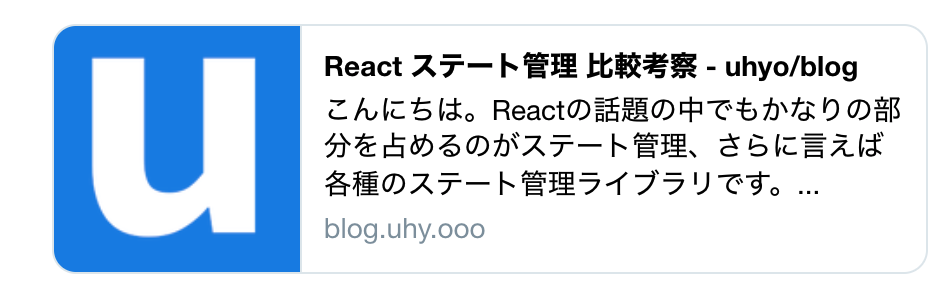 u
React ステート管理 比較考察 - uhyo/blog
こんにちは。Reactの話題の中でもかなりの部
分を占めるのがステート管理、さらに言えば
各種のステート管理ライブラリです。...
blog.uhy.ooo